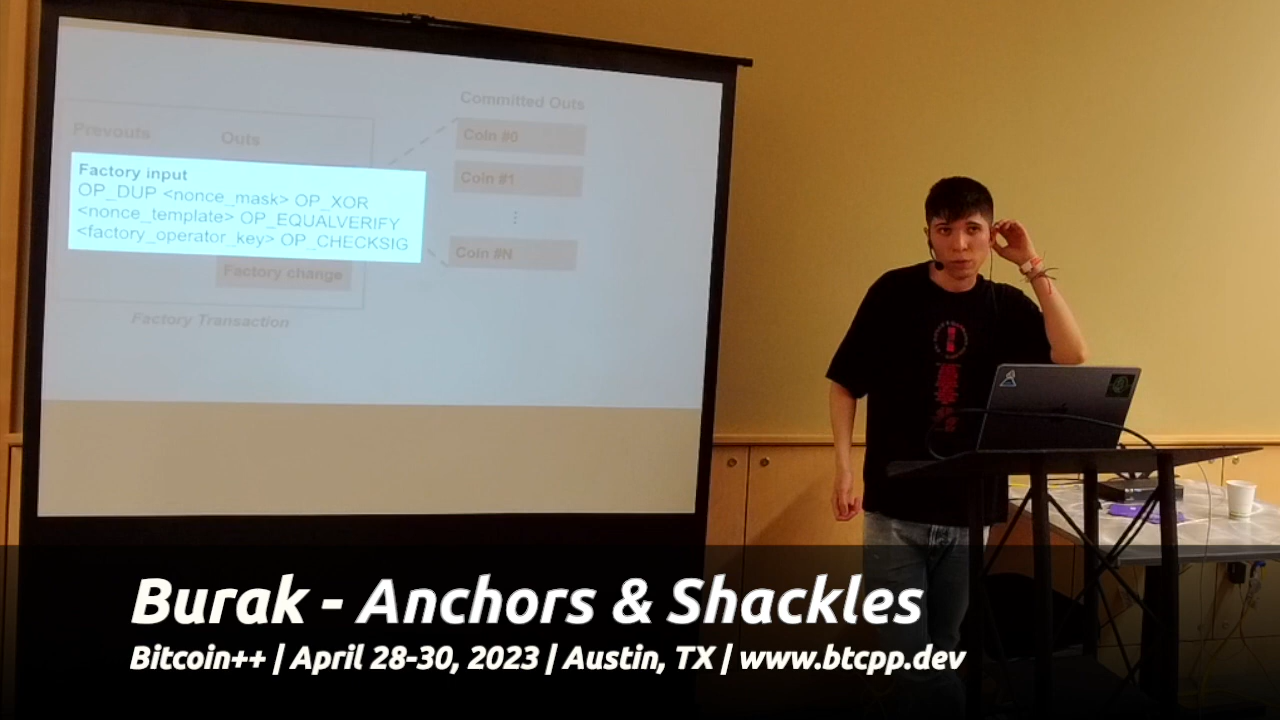 Committed Outs
Prevouts
Outs
Coin #0
Coin #1
Factory input
OP_DUP <nonce_mask> OP_XOR
<nonce_template> OP_EQUALVERIFY
<factory_operator_key> OP_CHECKSIG
Coin #N
Factory change
Factory Transaction
Burak - Anchors & Shackles
Bitcoin++ | April 28-30, 2023 | Austin, TX | www.btcpp.dev